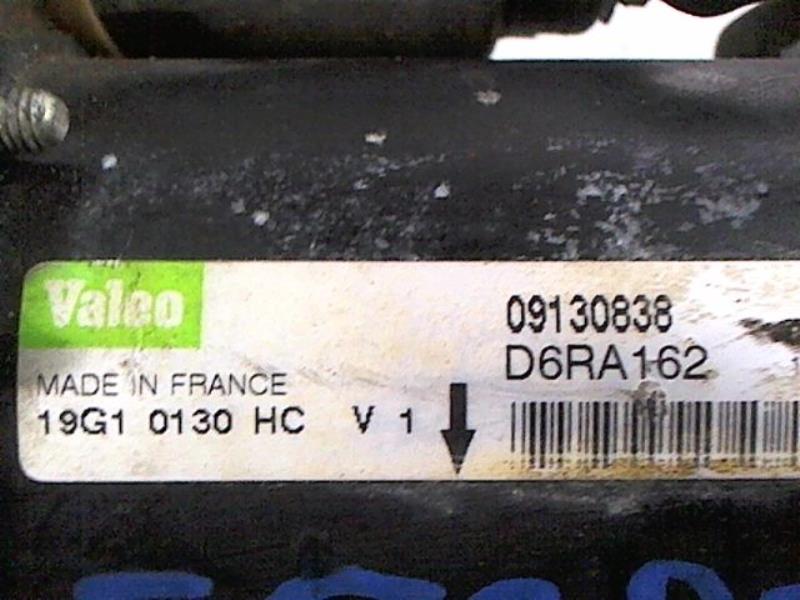 Valeo
09130838
D6RA162
MADE IN FRANCE
19G1 0130 HC V 1